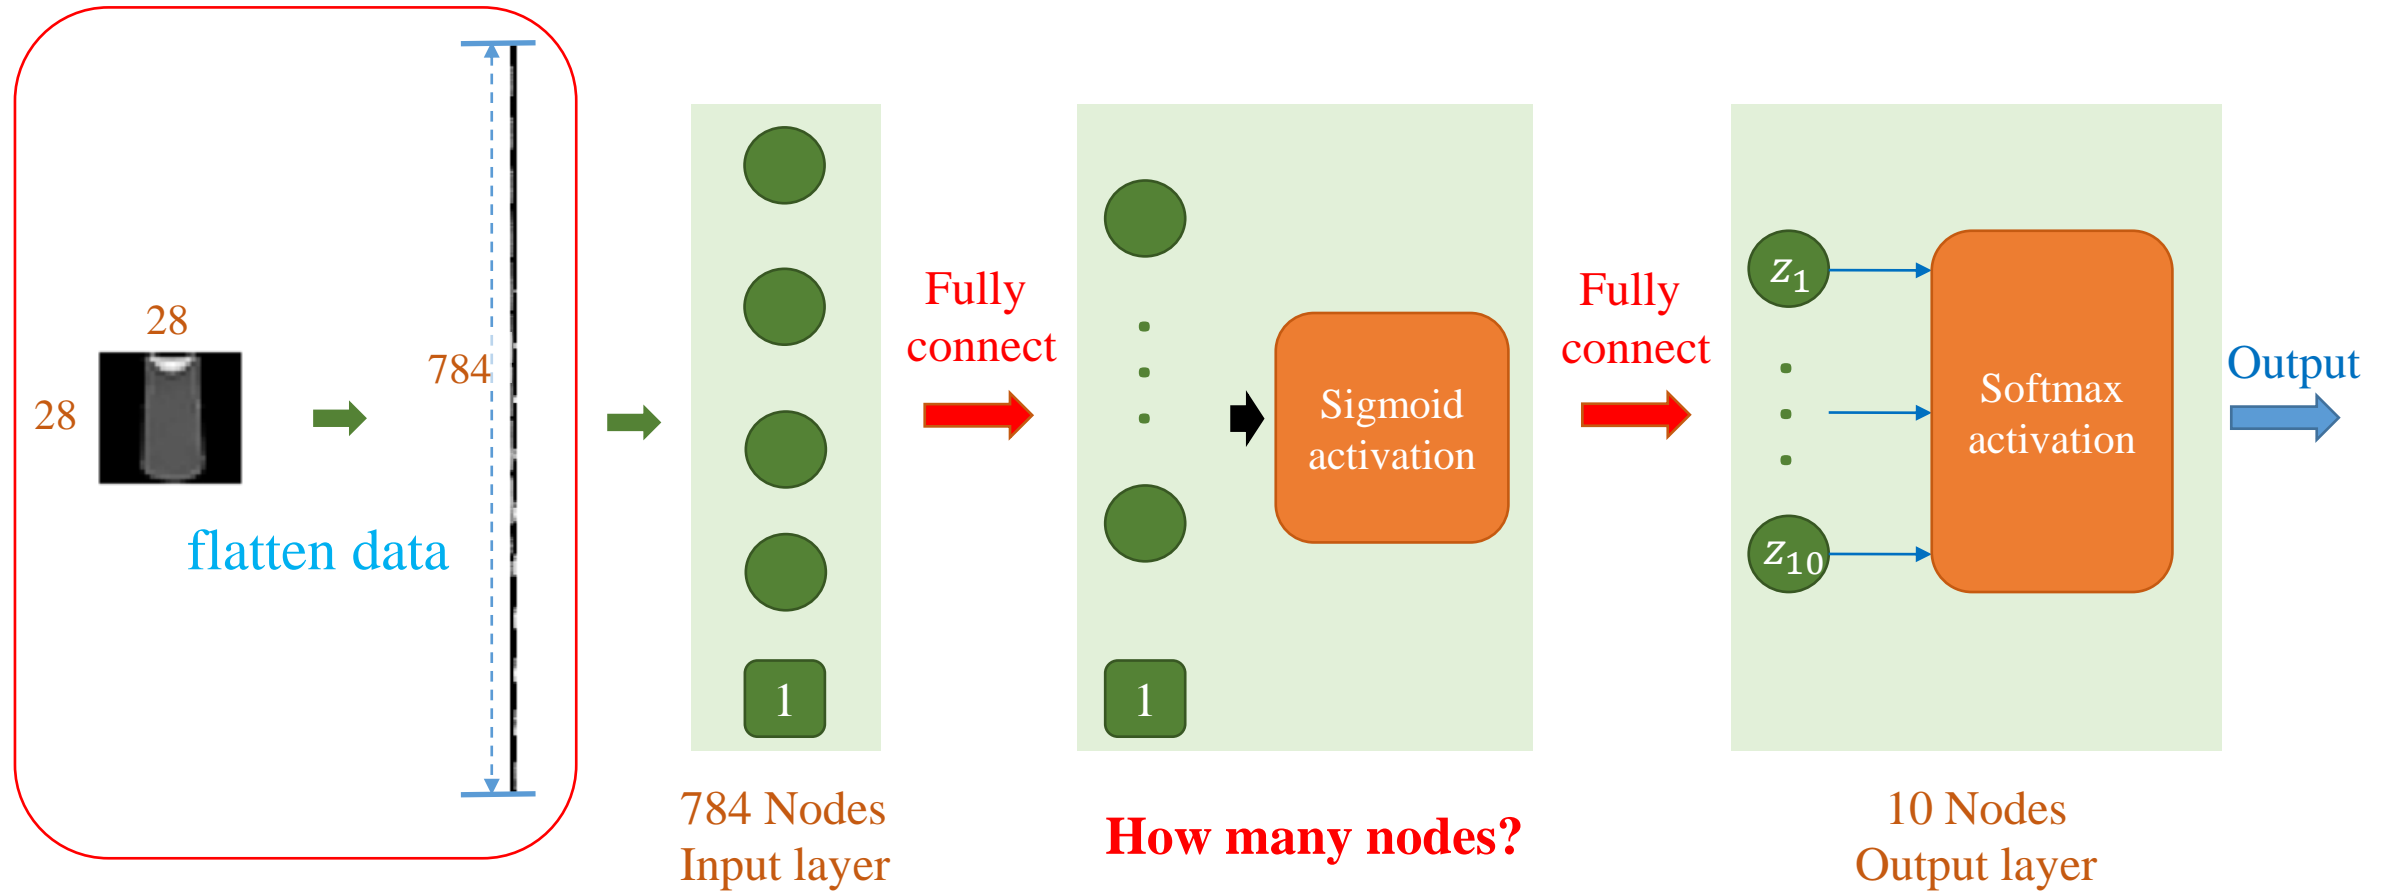 28
28
784
flatten data
1
784 Nodes
Input layer
Fully
connect
1
Sigmoid
activation
How many nodes?
Fully
connect
z₁
z₁₀
Softmax
activation
10 Nodes
Output layer
Output